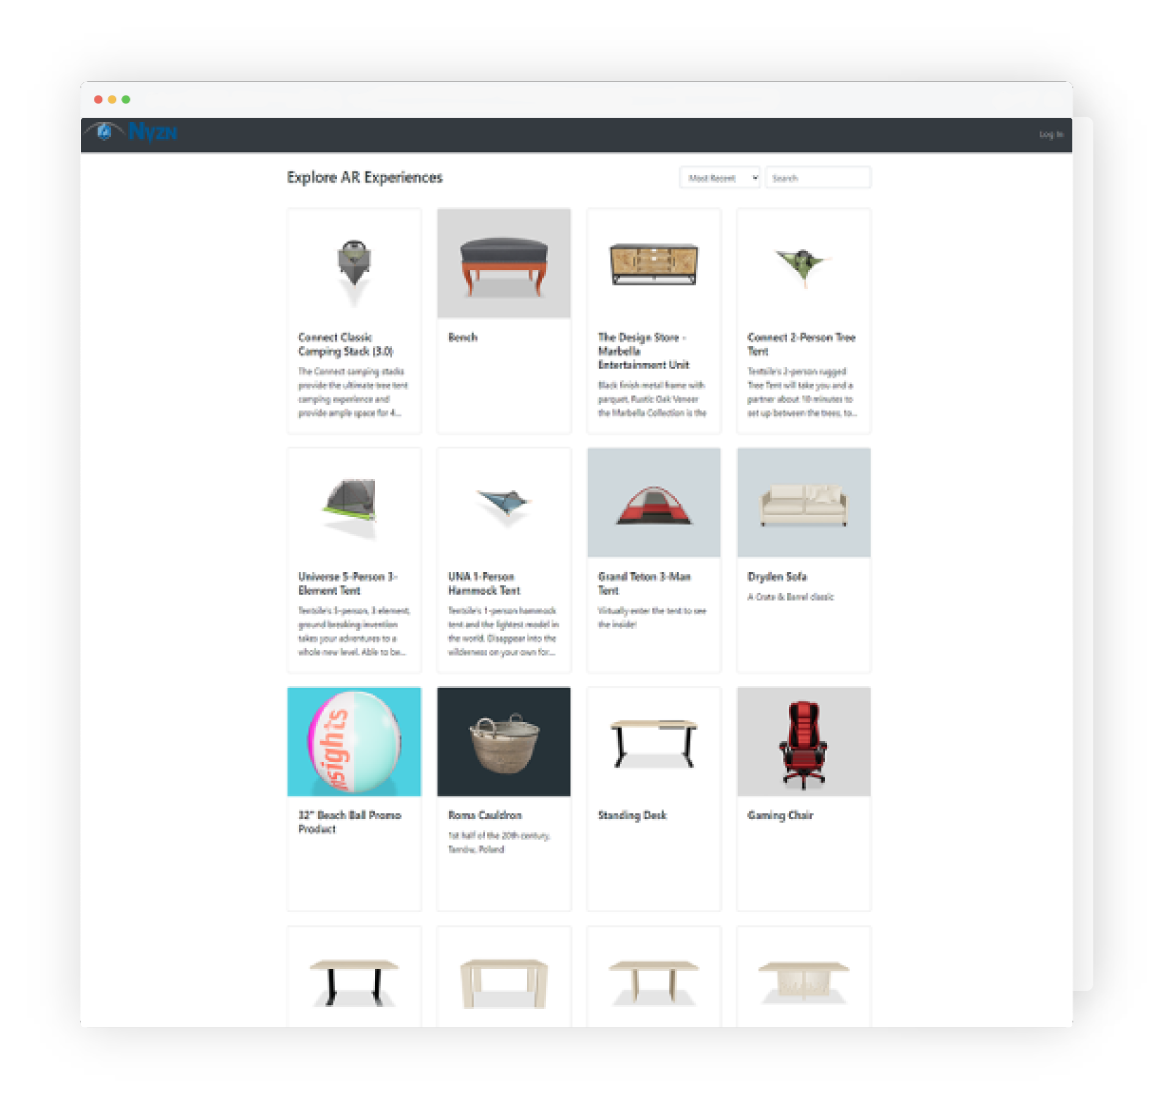 Nyzn
Log In
Explore AR Experiences
Most Recent
Search
Connect Classic
Camping Stack (3.0)
The Connect camping stacks
provide the ultimate tree tent
camping experience and
provide ample space for 4...
Bench
The Design Store -
Marbella
Entertainment Unit
Black finish metal frame with
parquet, Rustic Oak Veneer
the Marbella Collection is the
Connect 2-Person Tree
Tent
Tentsile's 2-person rugged
Tree Tent will take you and a
partner about 10 minutes to
set up between the trees, to...
Universe 5-Person 3-
Element Tent
Tentsile's 5-person, 3 element,
ground breaking invention
takes your adventures to a
whole new level. Able to be...
UNA 1-Person
Hammock Tent
Tentsile's 1-person hammock
tent and the lightest model in
the world. Disappear into the
wilderness on your own for...
Grand Teton 3-Man
Tent
Virtually enter the tent to see
the inside!
Dryden Sofa
A Crate & Barrel classic
sights
32" Beach Ball Promo
Product
Roma Cauldron
1st half of the 20th century,
Tarnów, Poland
Standing Desk
Gaming Chair